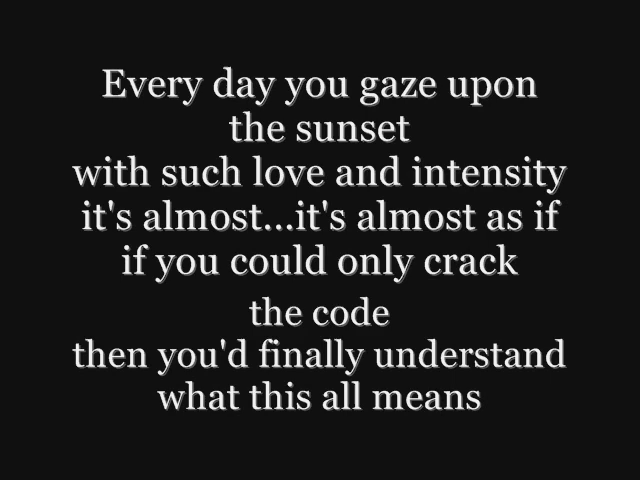 Every day you gaze upon
the sunset
with such love and intensity
it's almost...it's almost as if
if you could only crack
the code
then you'd finally understand
what this all means